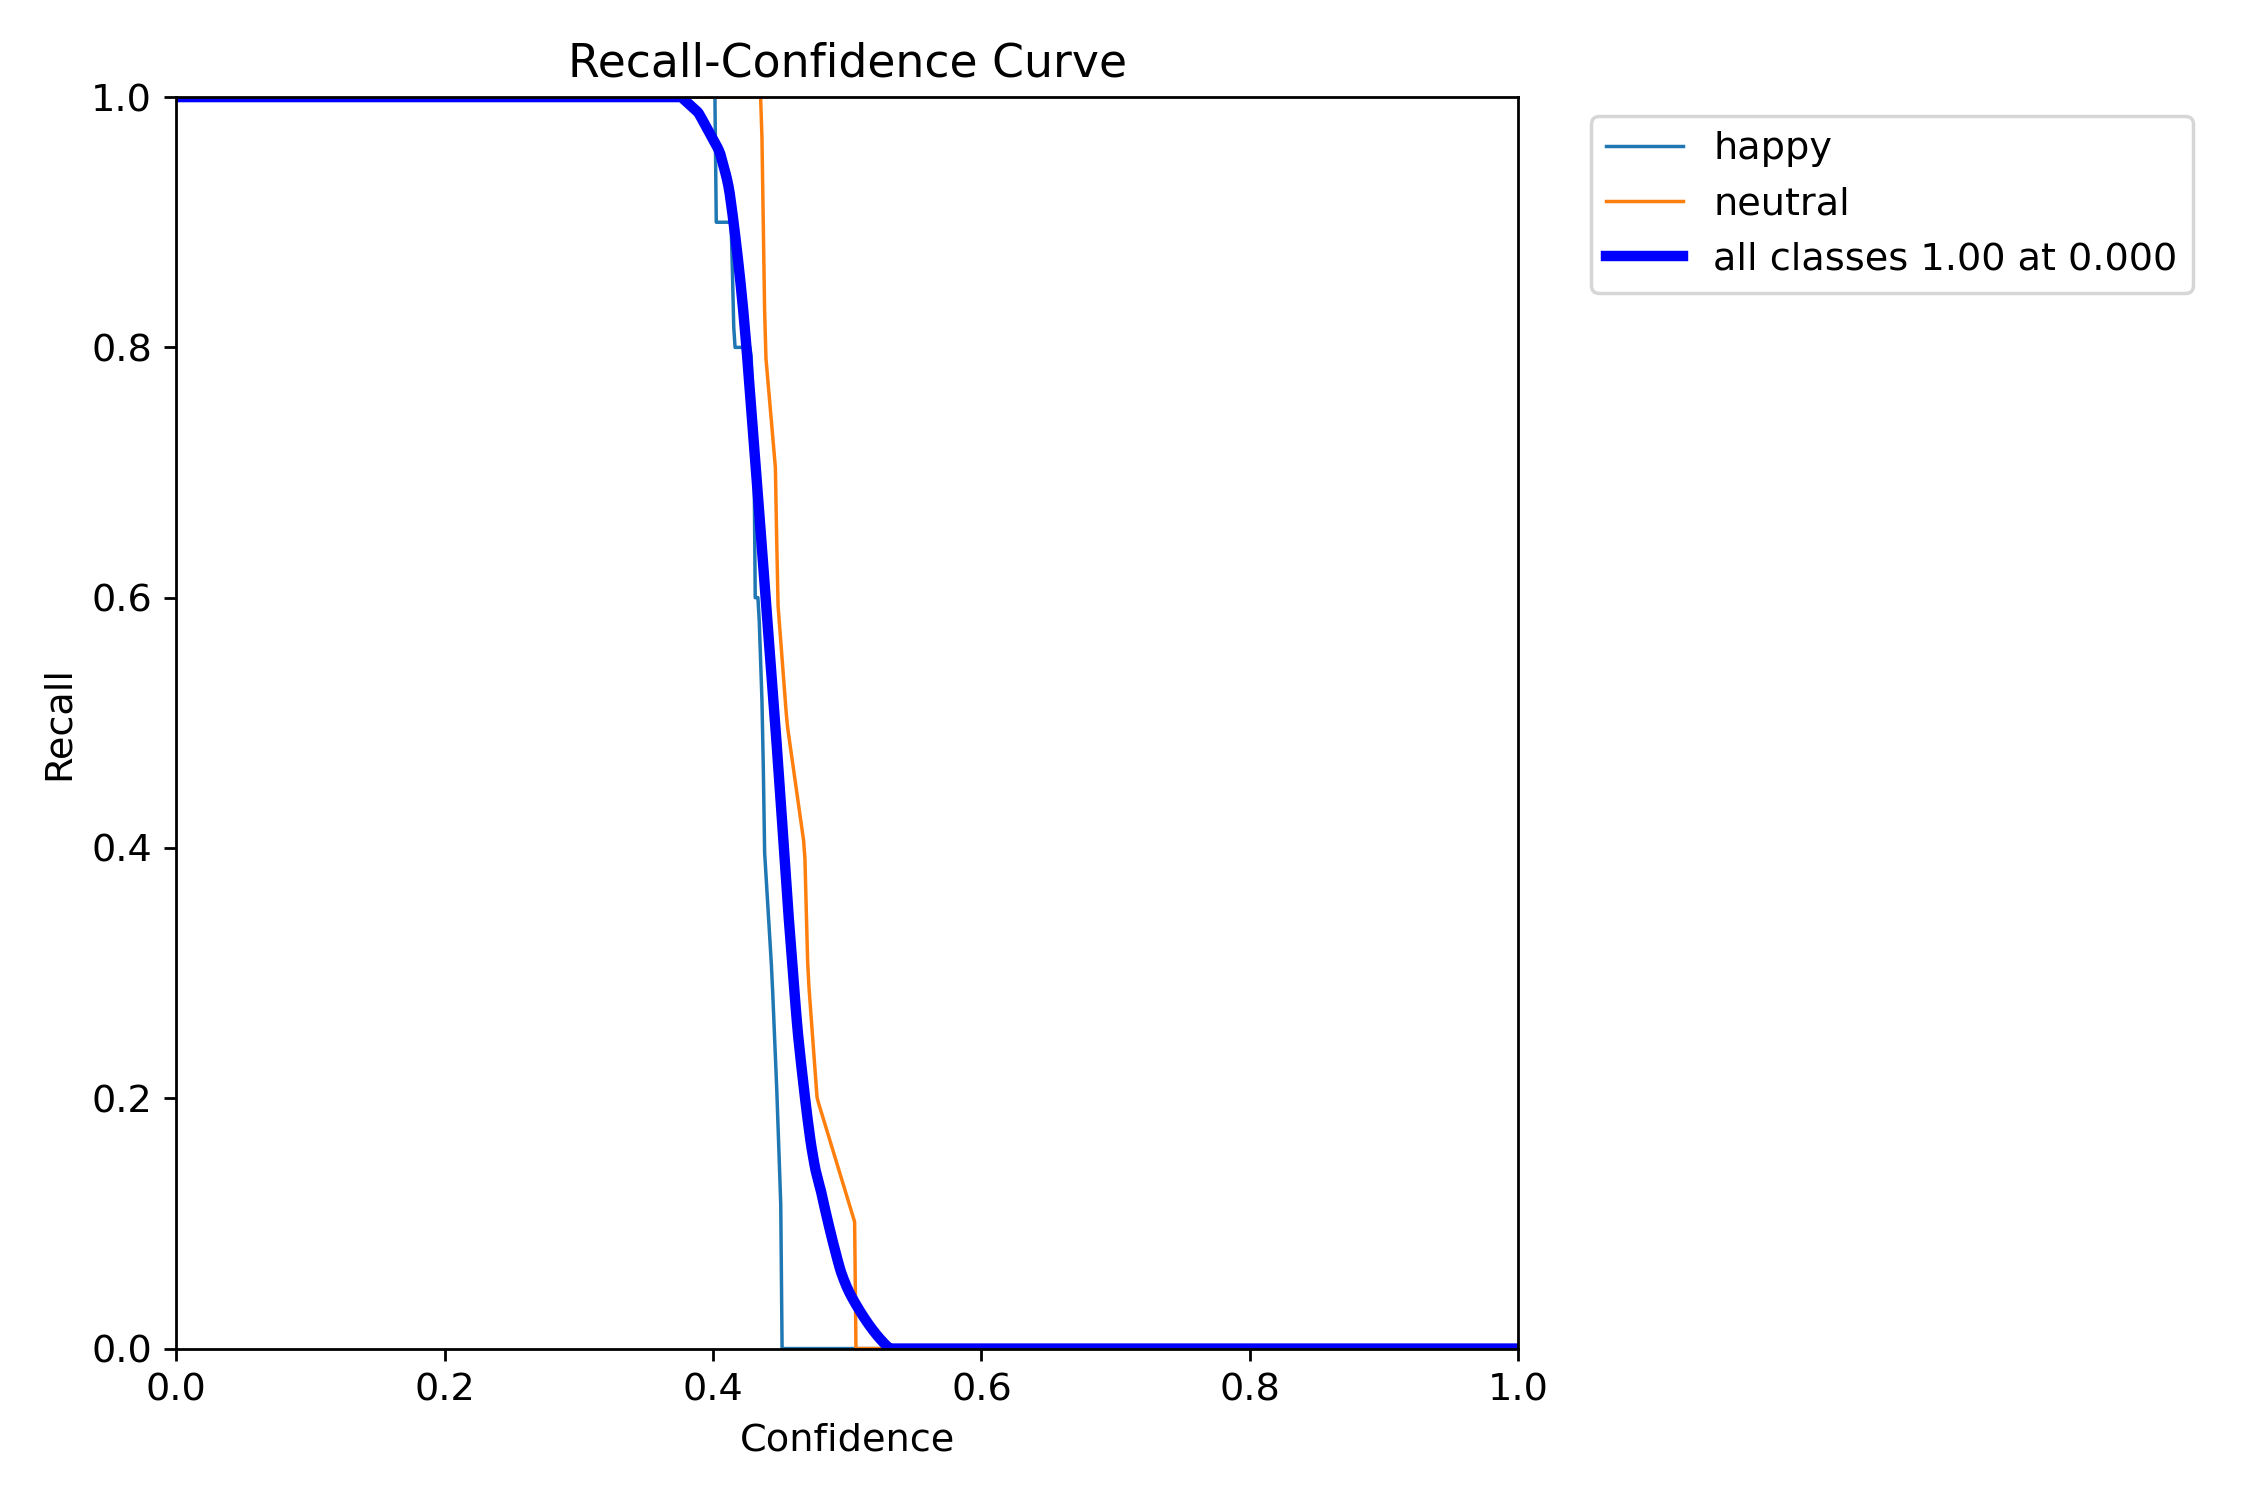 Recall-Confidence Curve
1.0
0.8
0.6
0.4
0.2
0.0
Recall
0.0 0.2 0.4 0.6 0.8 1.0
Confidence
happy
neutral
all classes 1.00 at 0.000